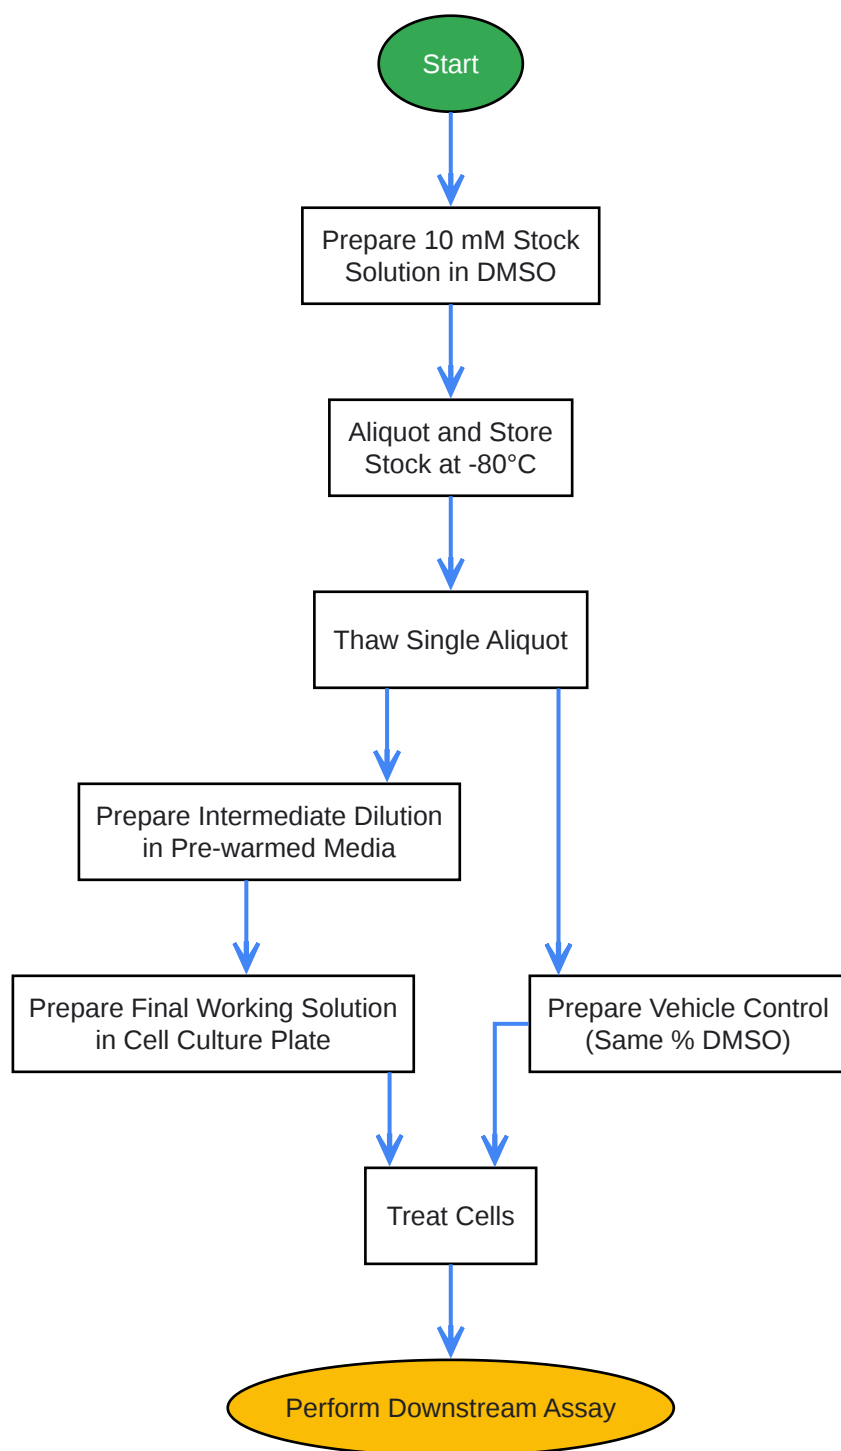 Start
Prepare 10 mM Stock
Solution in DMSO
Aliquot and Store
Stock at -80°C
Thaw Single Aliquot
Prepare Intermediate Dilution
in Pre-warmed Media
Prepare Final Working Solution
in Cell Culture Plate
Prepare Vehicle Control
(Same % DMSO)
Treat Cells
Perform Downstream Assay